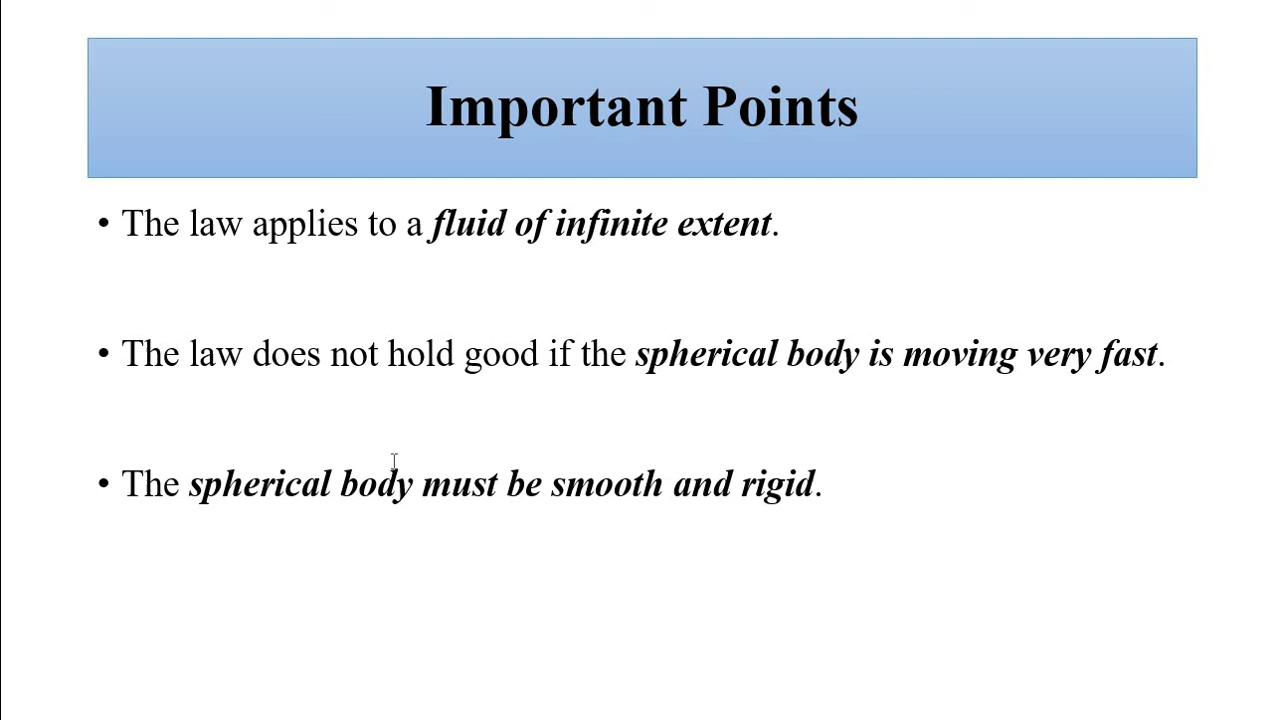 Important Points
• The law applies to a fluid of infinite extent.
• The law does not hold good if the spherical body is moving very fast.
• The spherical body must be smooth and rigid.